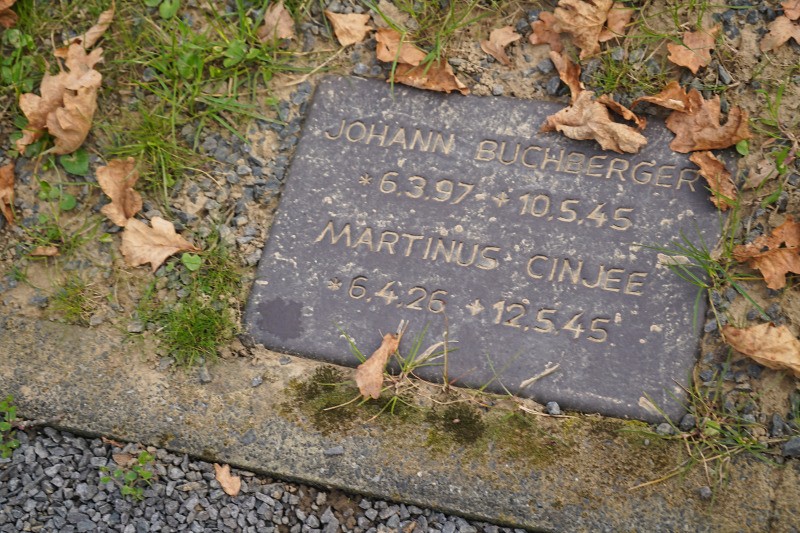 JOHANN BUCHBERGER
*6.3.97 +10.5.45
MARTINUS CINJEE
*6.4.26 +12.5.45